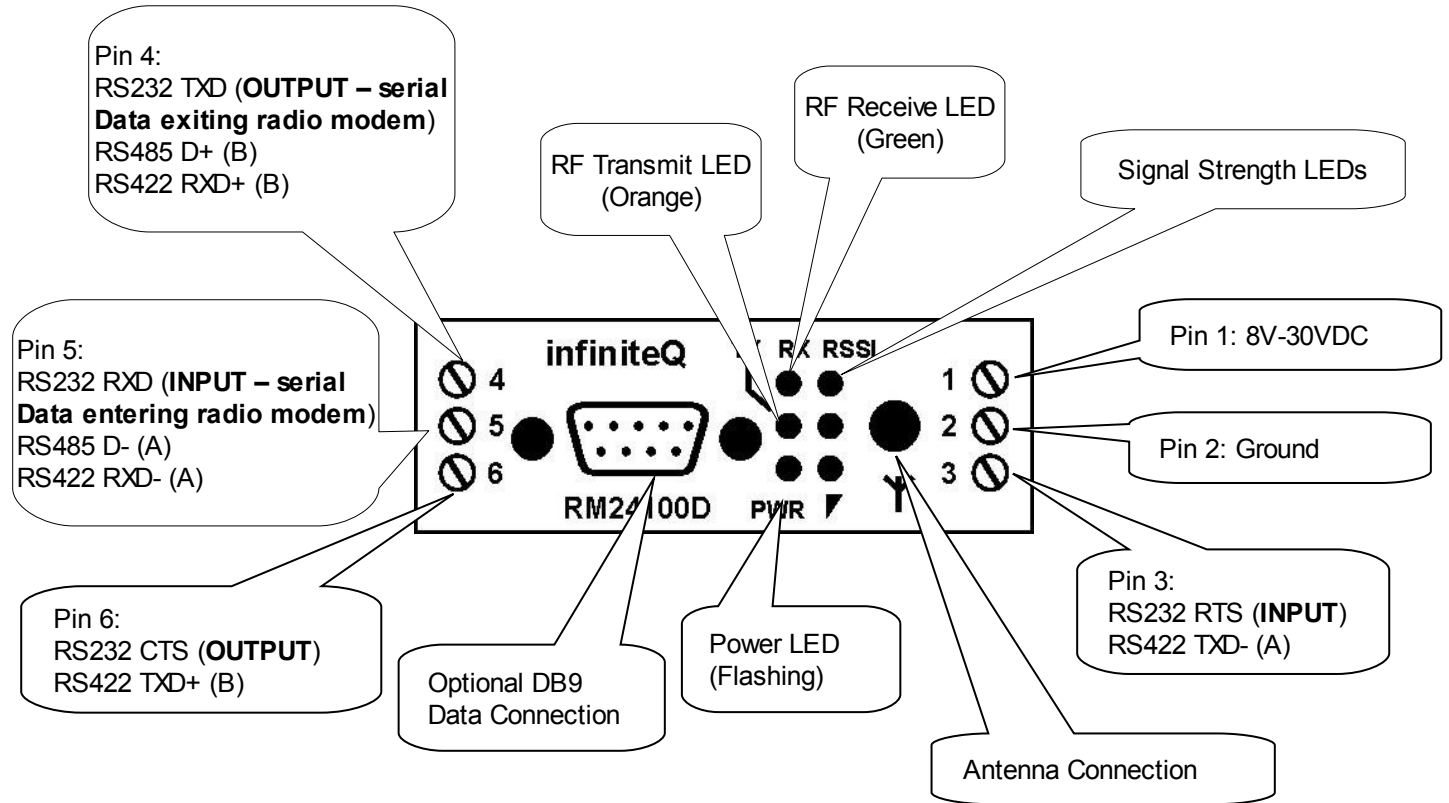 Pin 4:
RS232 TXD (OUTPUT – serial
Data exiting radio modem)
RS485 D+ (B)
RS422 RXD+ (B)
RF Transmit LED
(Orange)
RF Receive LED
(Green)
Signal Strength LEDs
Pin 5:
RS232 RXD (INPUT – serial
Data entering radio modem)
RS485 D- (A)
RS422 RXD- (A)
Pin 1: 8V-30VDC
Pin 2: Ground
infiniteQ
RX RSSI
4
5
6
1
2
3
RM24100D
PWR
Pin 6:
RS232 CTS (OUTPUT)
RS422 TXD+ (B)
Optional DB9
Data Connection
Power LED
(Flashing)
Pin 3:
RS232 RTS (INPUT)
RS422 TXD- (A)
Antenna Connection